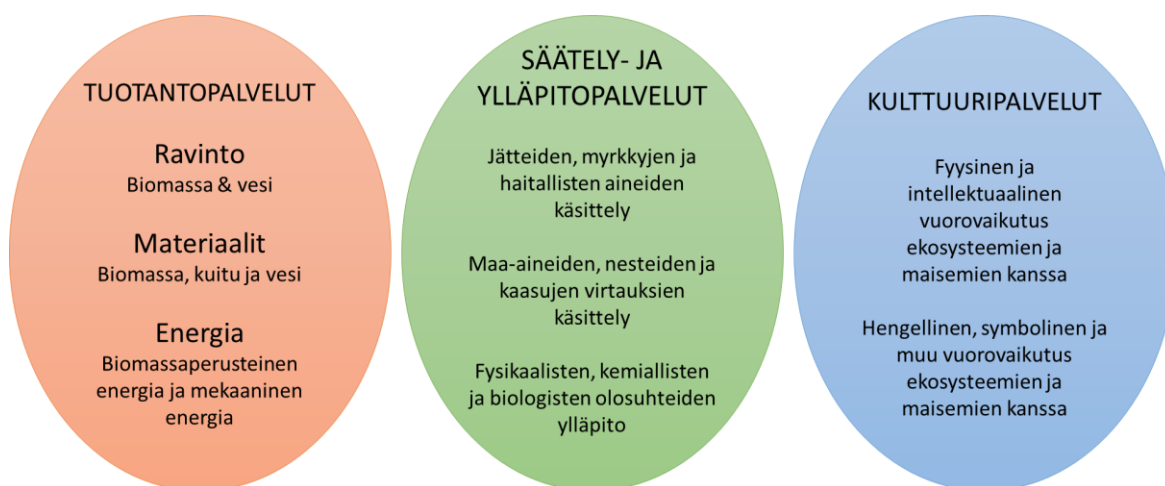 TUOTANTOPALVELUT
Ravinto
Biomassa & vesi
Materiaalit
Biomassa, kuitu ja vesi
Energia
Biomassaperusteinen
energia ja mekaaninen
energia
SÄÄTELY- JA
YLLÄPITOPALVELUT
Jätteiden, myrkkyjen ja
haitallisten aineiden
käsittely
Maa-aineiden, nesteiden ja
kaasujen virtauksien
käsittely
Fysikaalisten, kemiallisten
ja biologisten olosuhteiden
ylläpito
KULTTUURIPALVELUT
Fyysinen ja
intellektuaalinen
vuorovaikutus
ekosysteemien ja
maisemien kanssa
Hengellinen, symbolinen ja
muu vuorovaikutus
ekosysteemien ja
maisemien kanssa